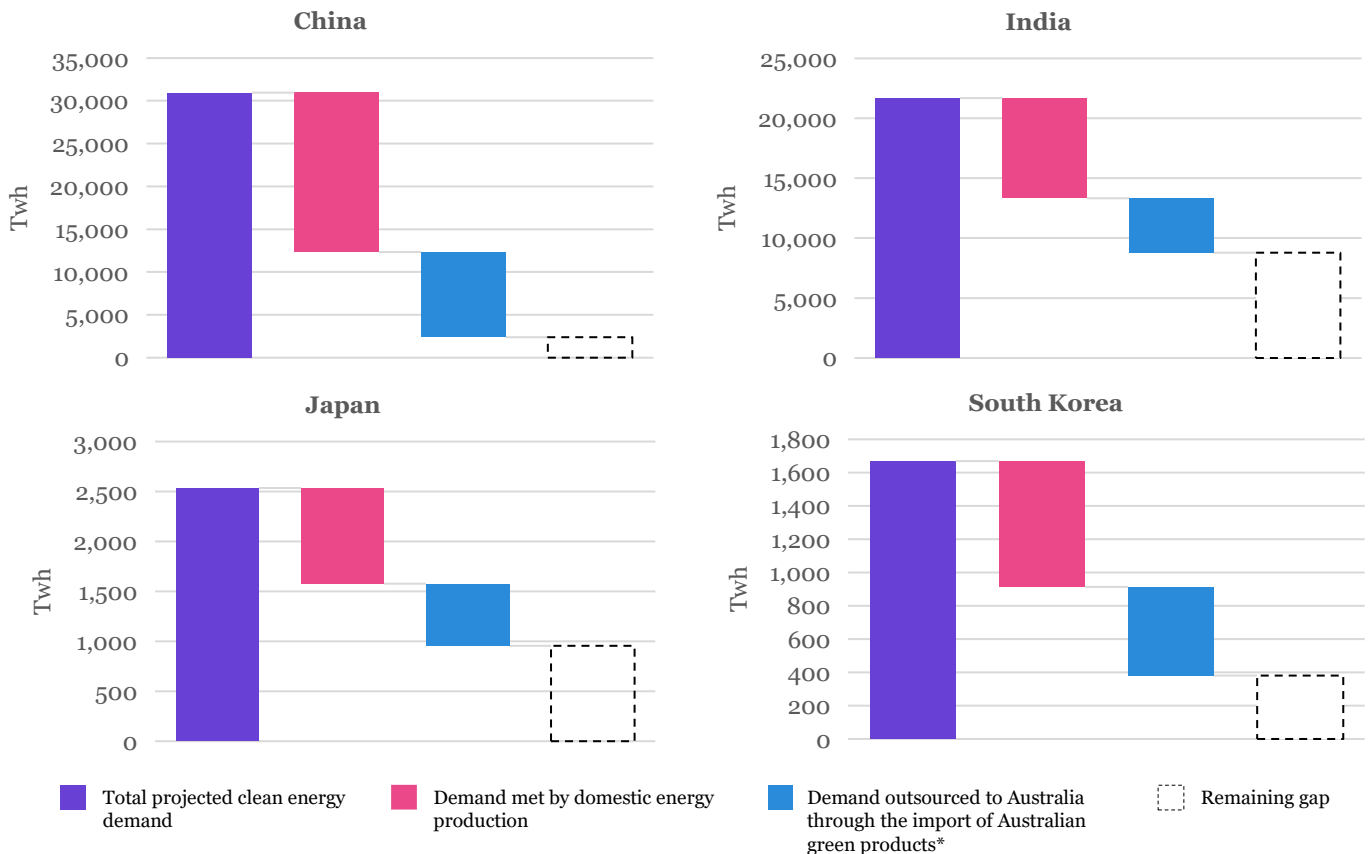 China
35,000
30,000
25,000
20,000
15,000
10,000
5,000
0
Twh
India
25,000
20,000
15,000
10,000
5,000
0
Japan
3,000
2,500
2,000
1,500
1,000
500
0
Twh
South Korea
1,800
1,600
1,400
1,200
1,000
800
600
400
200
0
Twh
Total projected clean energy
demand
Demand met by domestic energy
production
Demand outsourced to Australia
through the import of Australian
green products*
Remaining gap